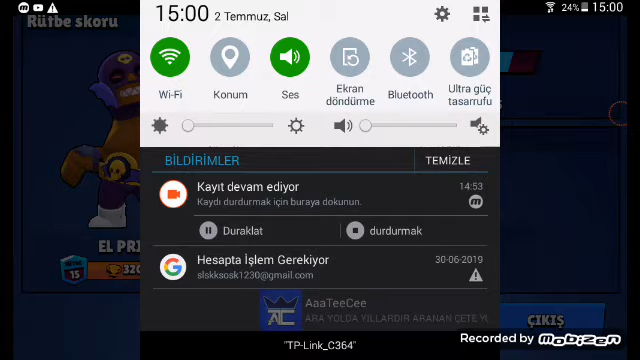 Rütbe skoru
24% 15:00
15:00 2 Temmuz, Sal
Wi-Fi
Konum
Ses
Ekran döndürme
Bluetooth
Ultra güç tasarrufu
BİLDİRİMLER
TEMİZLE
Kayıt devam ediyor
14:53
Kaydı durdurmak için buraya dokunun.
Duraklat
durdurmak
Hesapta İşlem Gerekiyor
30-06-2019
slskksosk1230@gmail.com
AaaTeeCee
ARA YOLDA YILLARDIR ARANAN ÇETE
"TP-Link_C364"
EL PRI
RÜTBE
15
320
ÇIKIŞ
Recorded by MOBIZEN